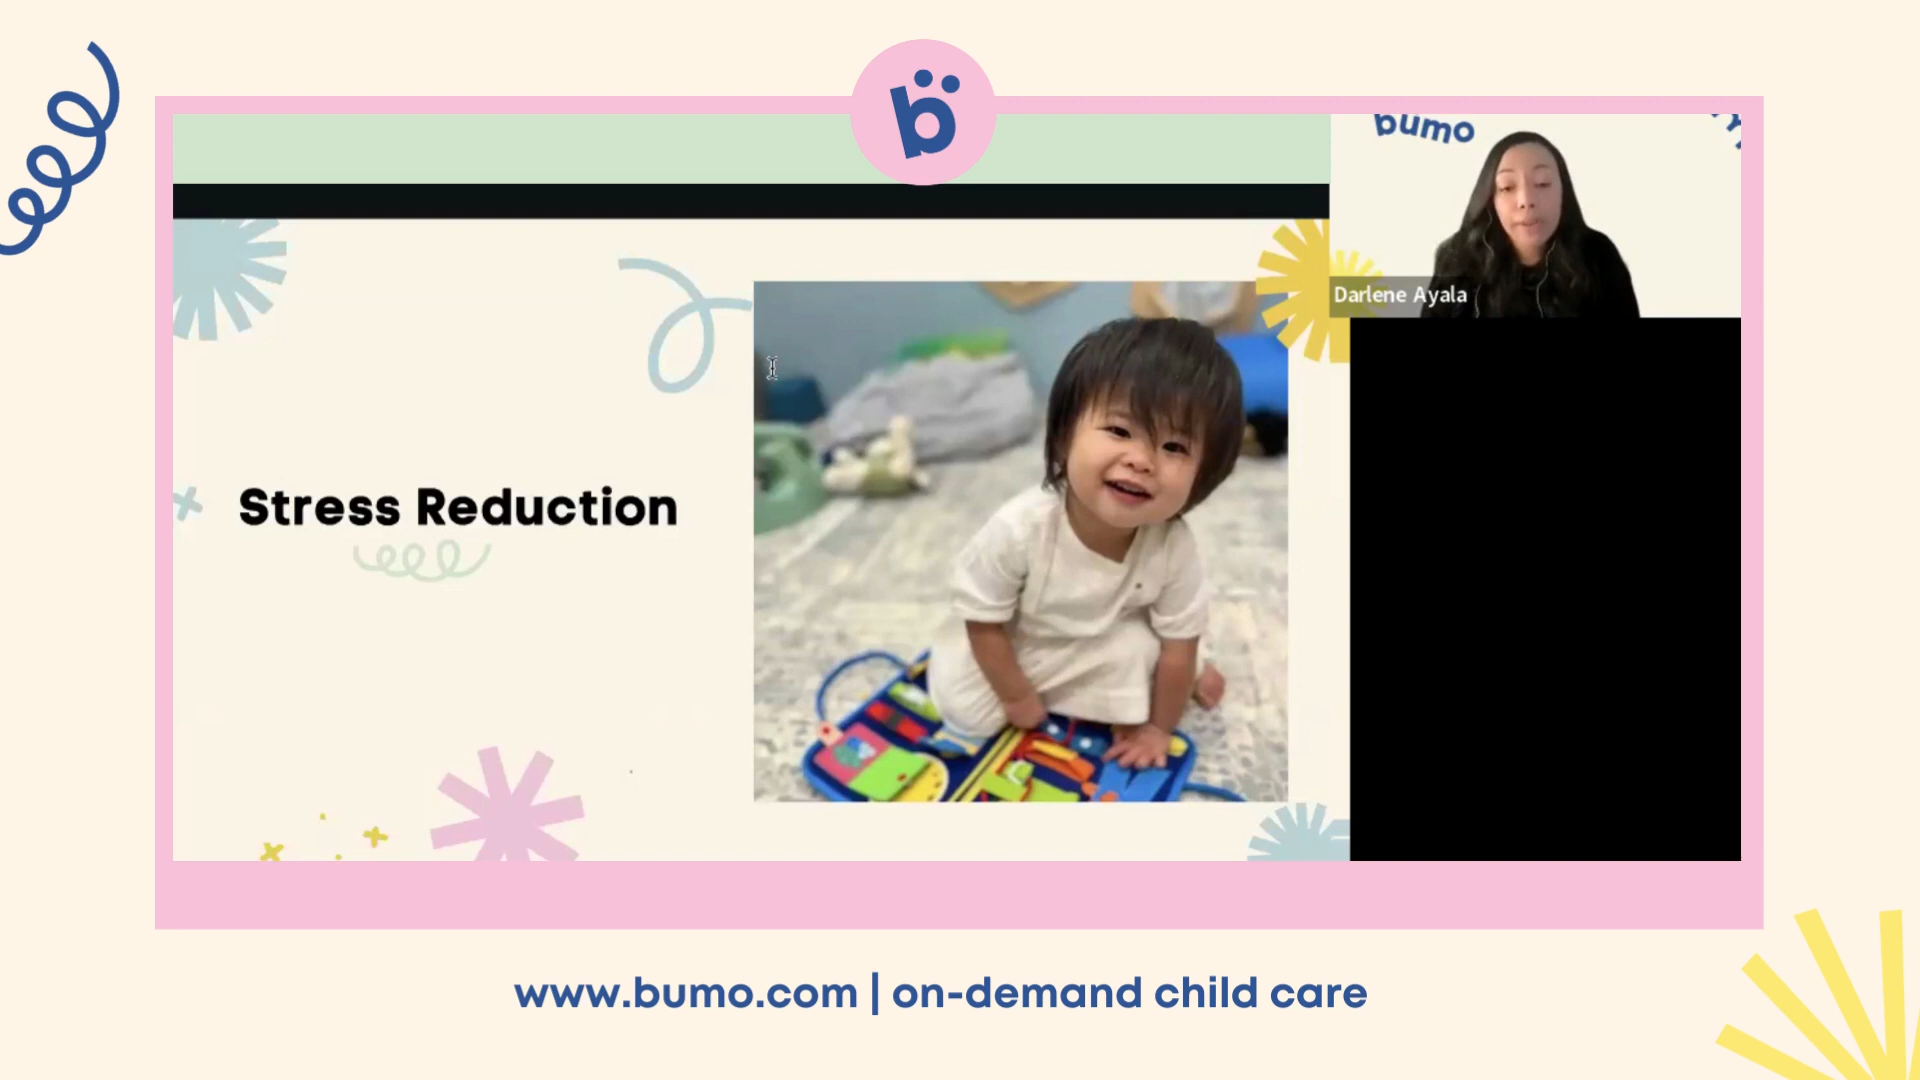 b
bumo
Darlene Ayala
Stress Reduction
www.bumo.com | on-demand child care